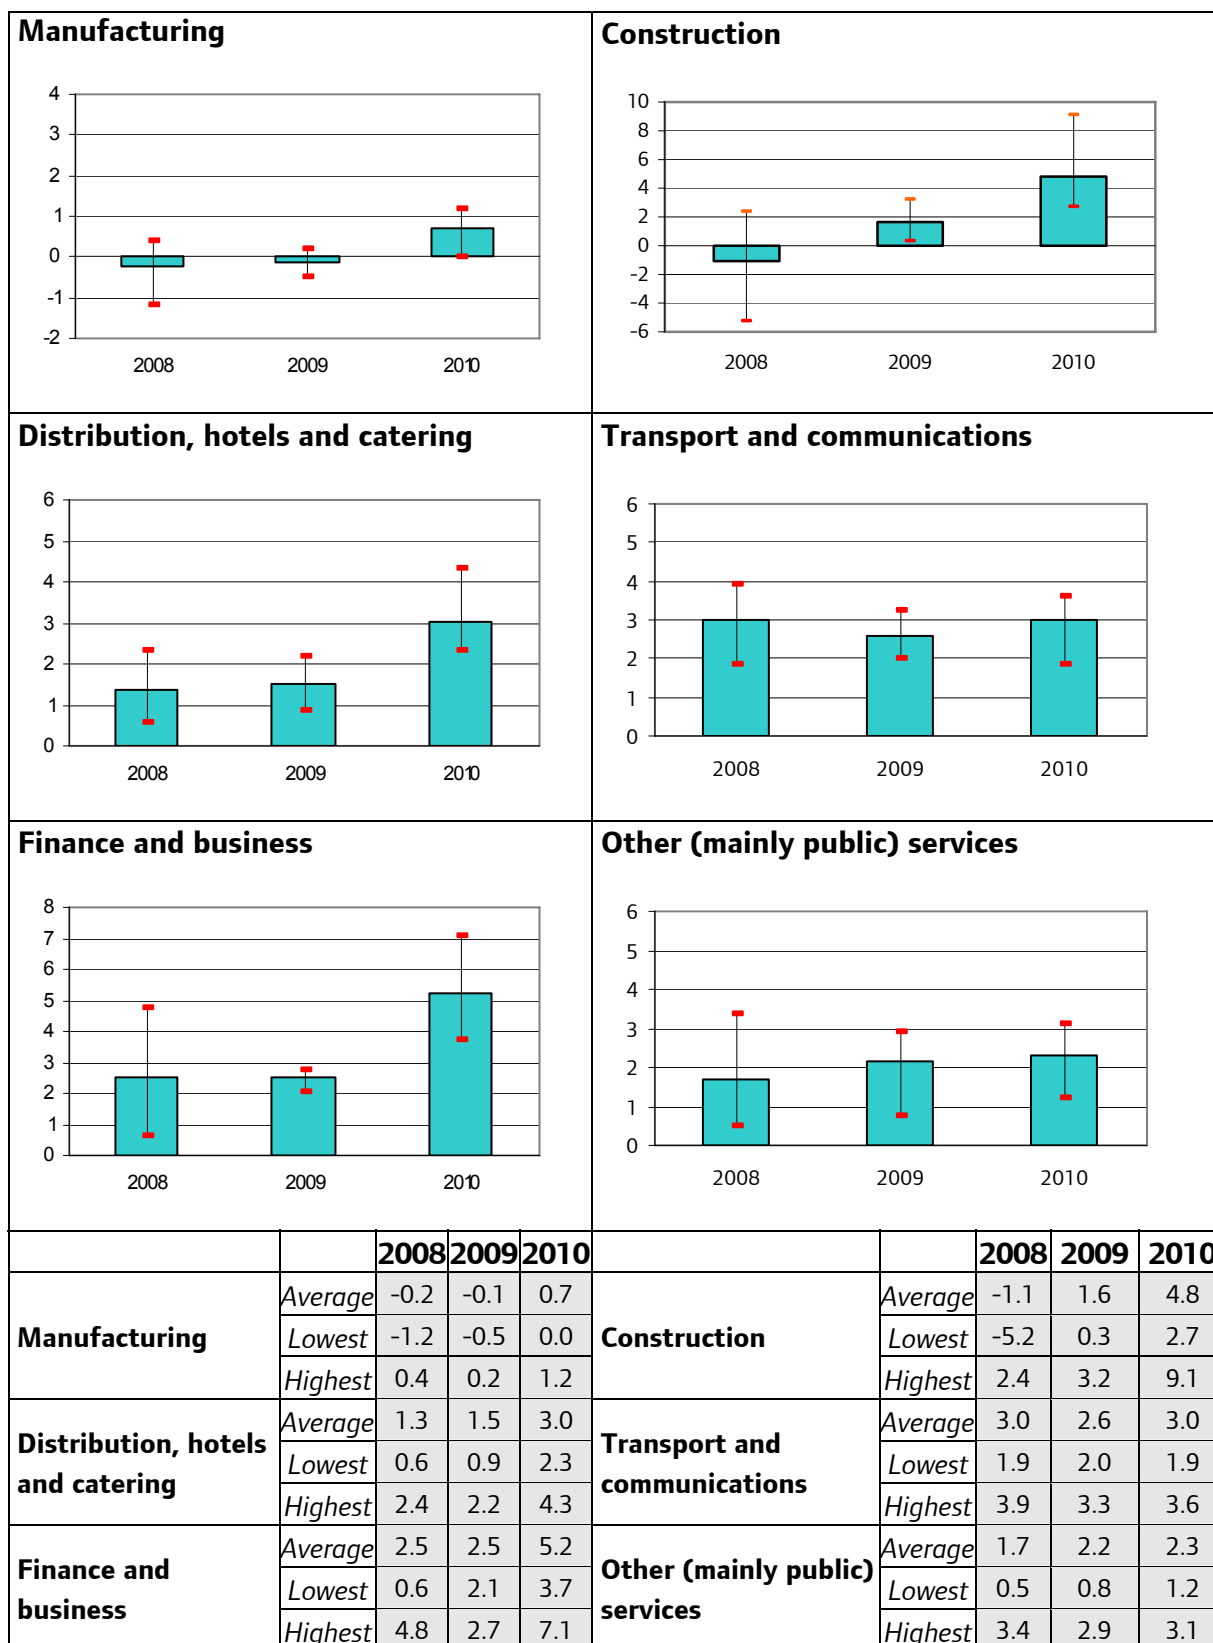 Manufacturing
4
3
2
1
0
-1
-2
2008 2009 2010
Construction
10
8
6
4
2
0
-2
-4
-6
2008 2009 2010
Distribution, hotels and catering
6
5
4
3
2
1
0
2008 2009 2010
Transport and communications
6
5
4
3
2
1
0
2008 2009 2010
Finance and business
8
7
6
5
4
3
2
1
0
2008 2009 2010
Other (mainly public) services
6
5
4
3
2
1
0
2008 2009 2010
2008 2009 2010
Manufacturing
Average -0.2 -0.1 0.7
Lowest -1.2 -0.5 0.0
Highest 0.4 0.2 1.2
Distribution, hotels
and catering
Average 1.3 1.5 3.0
Lowest 0.6 0.9 2.3
Highest 2.4 2.2 4.3
Finance and
business
Average 2.5 2.5 5.2
Lowest 0.6 2.1 3.7
Highest 4.8 2.7 7.1
2008 2009 2010
Construction
Average -1.1 1.6 4.8
Lowest -5.2 0.3 2.7
Highest 2.4 3.2 9.1
Transport and
communications
Average 3.0 2.6 3.0
Lowest 1.9 2.0 1.9
Highest 3.9 3.3 3.6
Other (mainly public)
services
Average 1.7 2.2 2.3
Lowest 0.5 0.8 1.2
Highest 3.4 2.9 3.1